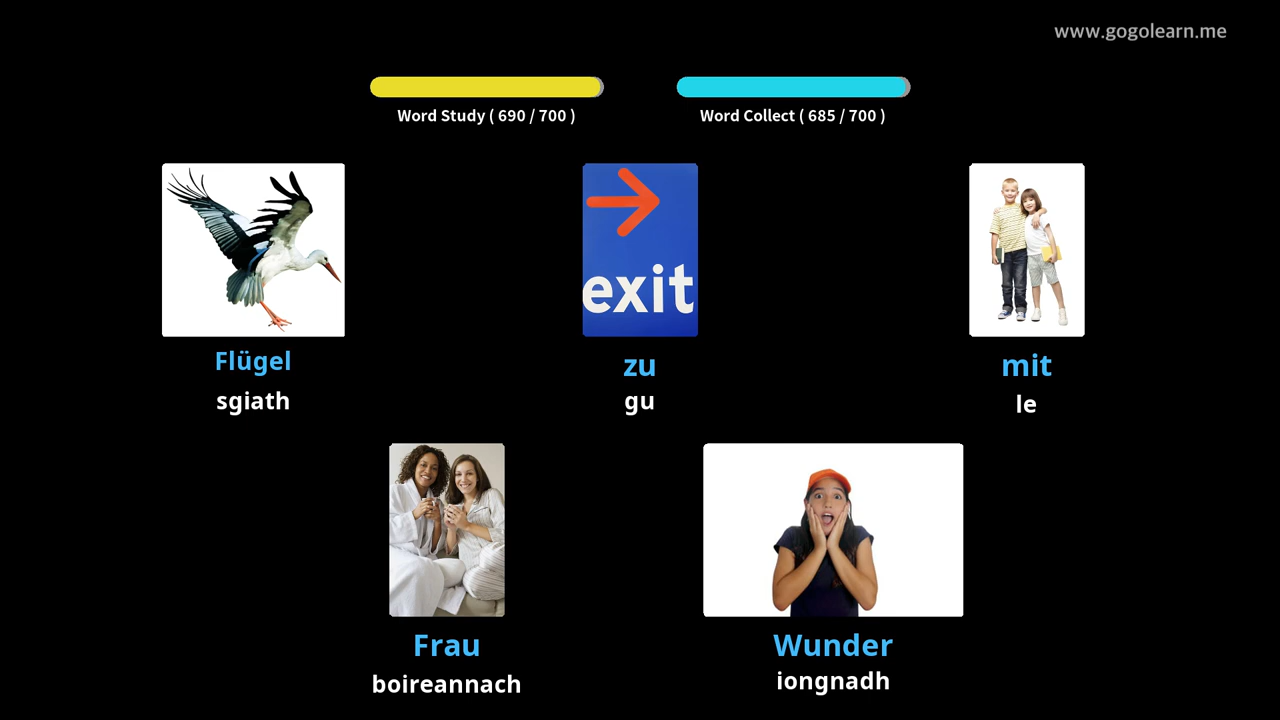 www.gogolearn.me
Word Study ( 690 / 700 )
Word Collect ( 685 / 700 )
exit
Flügel
sgiath
zu
gu
mit
le
Frau
boireannach
Wunder
iongnadh